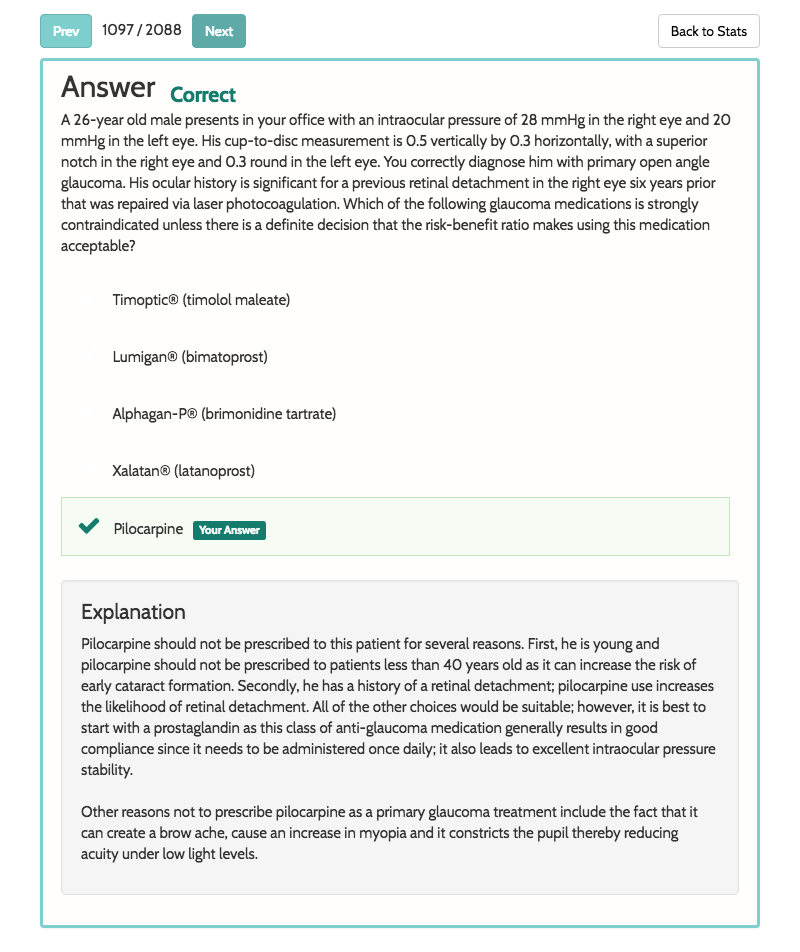 Prev 1097 / 2088 Next Back to Stats
Answer Correct
A 26-year old male presents in your office with an intraocular pressure of 28 mmHg in the right eye and 20
mmHg in the left eye. His cup-to-disc measurement is 0.5 vertically by 0.3 horizontally, with a superior
notch in the right eye and 0.3 round in the left eye. You correctly diagnose him with primary open angle
glaucoma. His ocular history is significant for a previous retinal detachment in the right eye six years prior
that was repaired via laser photocoagulation. Which of the following glaucoma medications is strongly
contraindicated unless there is a definite decision that the risk-benefit ratio makes using this medication
acceptable?
Timoptic® (timolol maleate)
Lumigan® (bimatoprost)
Alphagan-P® (brimonidine tartrate)
Xalatan® (latanoprost)
Pilocarpine Your Answer
Explanation
Pilocarpine should not be prescribed to this patient for several reasons. First, he is young and
pilocarpine should not be prescribed to patients less than 40 years old as it can increase the risk of
early cataract formation. Secondly, he has a history of a retinal detachment; pilocarpine use increases
the likelihood of retinal detachment. All of the other choices would be suitable; however, it is best to
start with a prostaglandin as this class of anti-glaucoma medication generally results in good
compliance since it needs to be administered once daily; it also leads to excellent intraocular pressure
stability.
Other reasons not to prescribe pilocarpine as a primary glaucoma treatment include the fact that it
can create a brow ache, cause an increase in myopia and it constricts the pupil thereby reducing
acuity under low light levels.